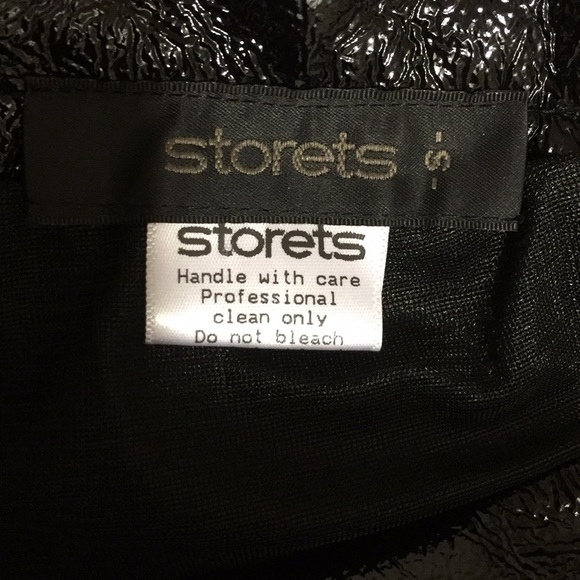 storets -S-
storets
Handle with care
Professional
clean only
Do not bleach